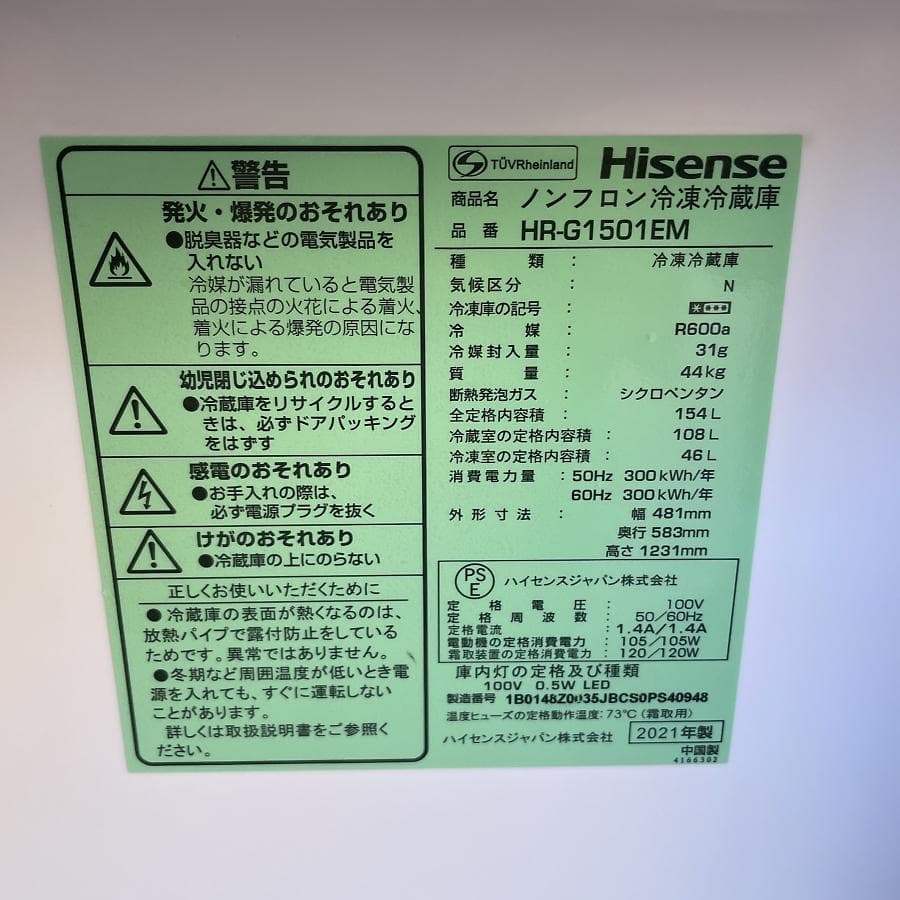 警告
発火・爆発のおそれあり
●脱臭器などの電気製品を
入れない
冷媒が漏れていると電気製
品の接点の火花による着火、
着火による爆発の原因にな
ります。
幼児閉じ込められのおそれあり
●冷蔵庫をリサイクルすると
きは、必ずドアパッキング
をはずす
感電のおそれあり
●お手入れの際は、
必ず電源プラグを抜く
けがのおそれあり
●冷蔵庫の上にのらない
正しくお使いいただくために
●冷蔵庫の表面が熱くなるのは、
放熱パイプで露付防止をしている
ためです。異常ではありません。
●冬期など周囲温度が低いとき電
源を入れても、すぐに運転しない
ことがあります。
詳しくは取扱説明書をご参照く
ださい。
TÜVRheinland
Hisense
商品名 ノンフロン冷凍冷蔵庫
品番 HR-G1501EM
種類 : 冷凍冷蔵庫
気候区分 : N
冷凍庫の記号 :
冷媒 : R600a
冷媒封入量 : 31g
質量 : 44kg
断熱発泡ガス : シクロペンタン
全定格内容積 : 154L
冷蔵室の定格内容積 : 108L
冷凍室の定格内容積 : 46L
消費電力量 : 50Hz 300kWh/年
60Hz 300kWh/年
外形寸法 : 幅 481mm
奥行 583mm
高さ 1231mm
PS
E
ハイセンスジャパン株式会社
定格電圧 : 100V
定格周波数 : 50/60Hz
定格電流 : 1.4A/1.4A
電動機の定格消費電力 : 105/105W
霜取装置の定格消費電力 : 120/120W
庫内灯の定格及び種類
100V 0.5W LED
製造番号 1B0148Z0035JBCS0PS40948
温度ヒューズの定格動作温度:73℃(霜取用)
ハイセンスジャパン株式会社 2021年製
中国製
4166302